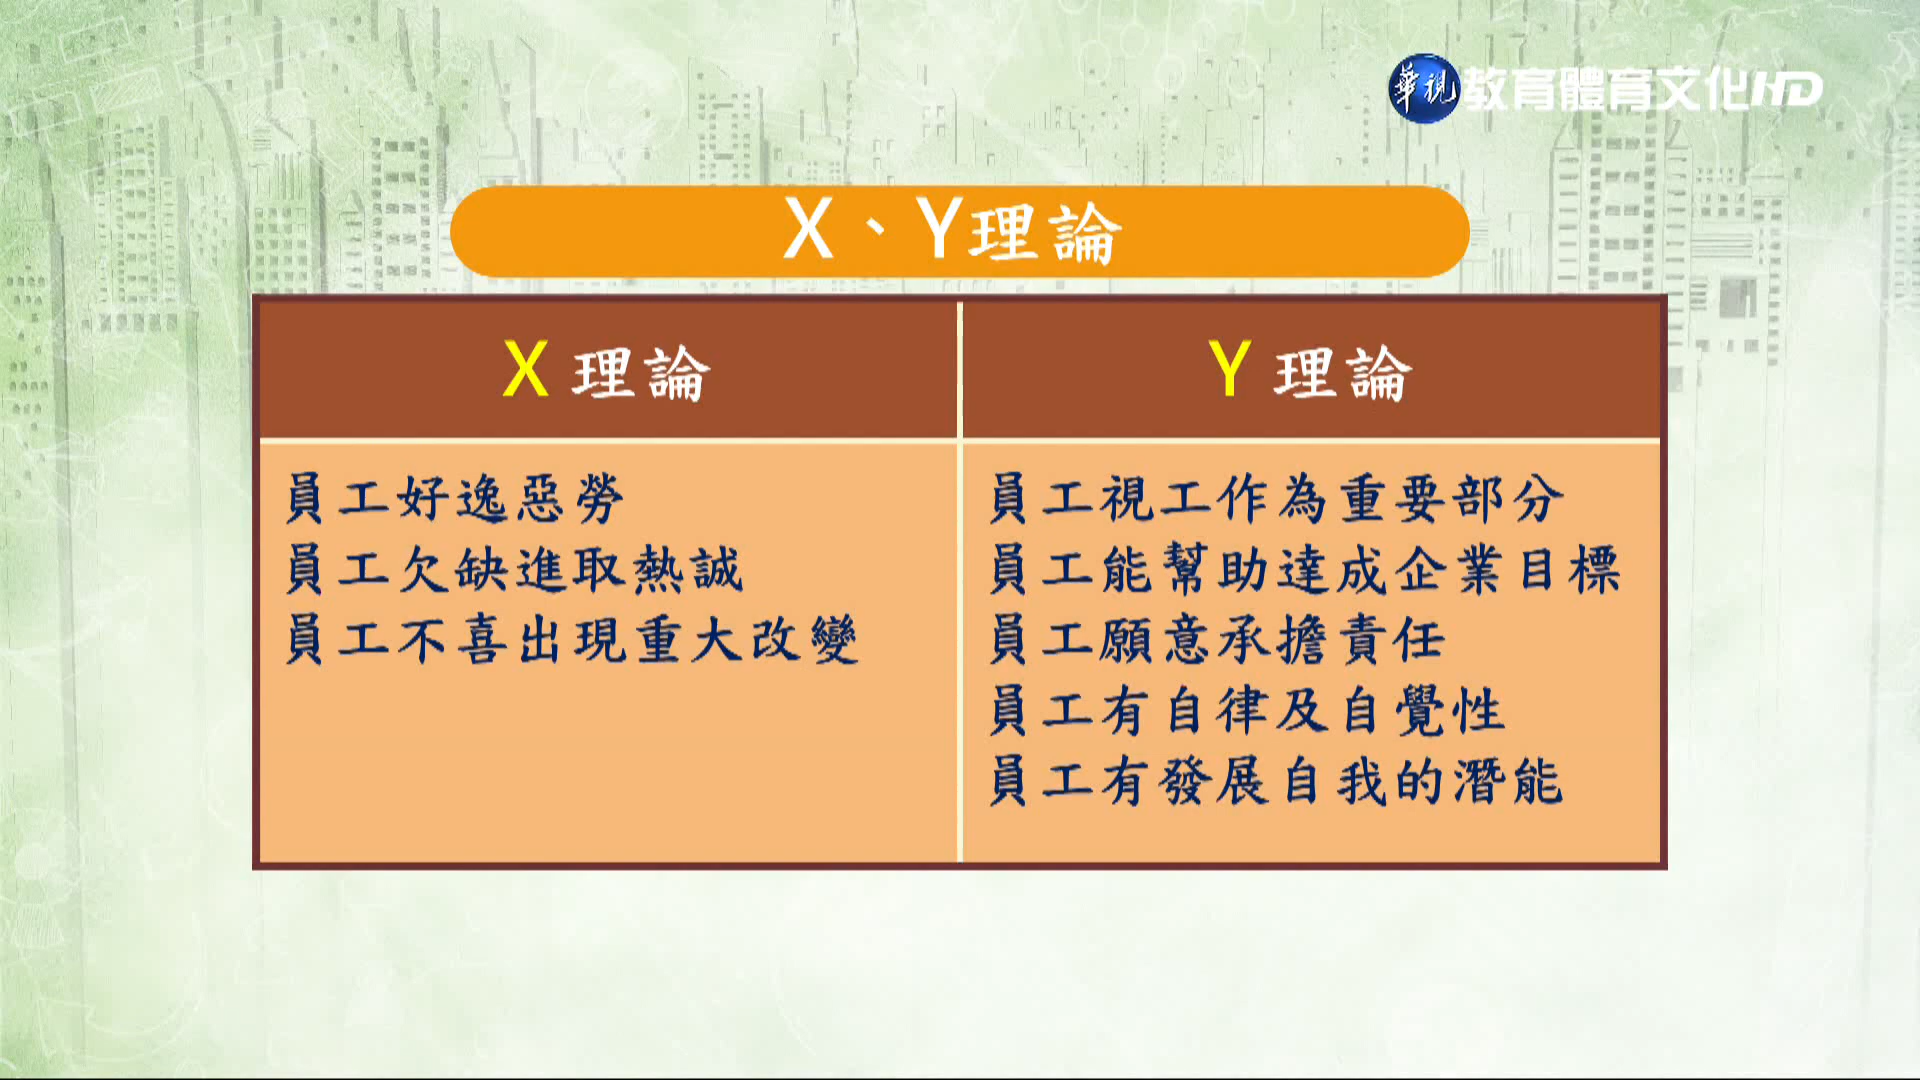 華視 教育體育文化HD
X、Y理論
X 理論
Y 理論
員工好逸惡勞
員工欠缺進取熱誠
員工不喜出現重大改變
員工視工作為重要部分
員工能幫助達成企業目標
員工願意承擔責任
員工有自律及自覺性
員工有發展自我的潛能